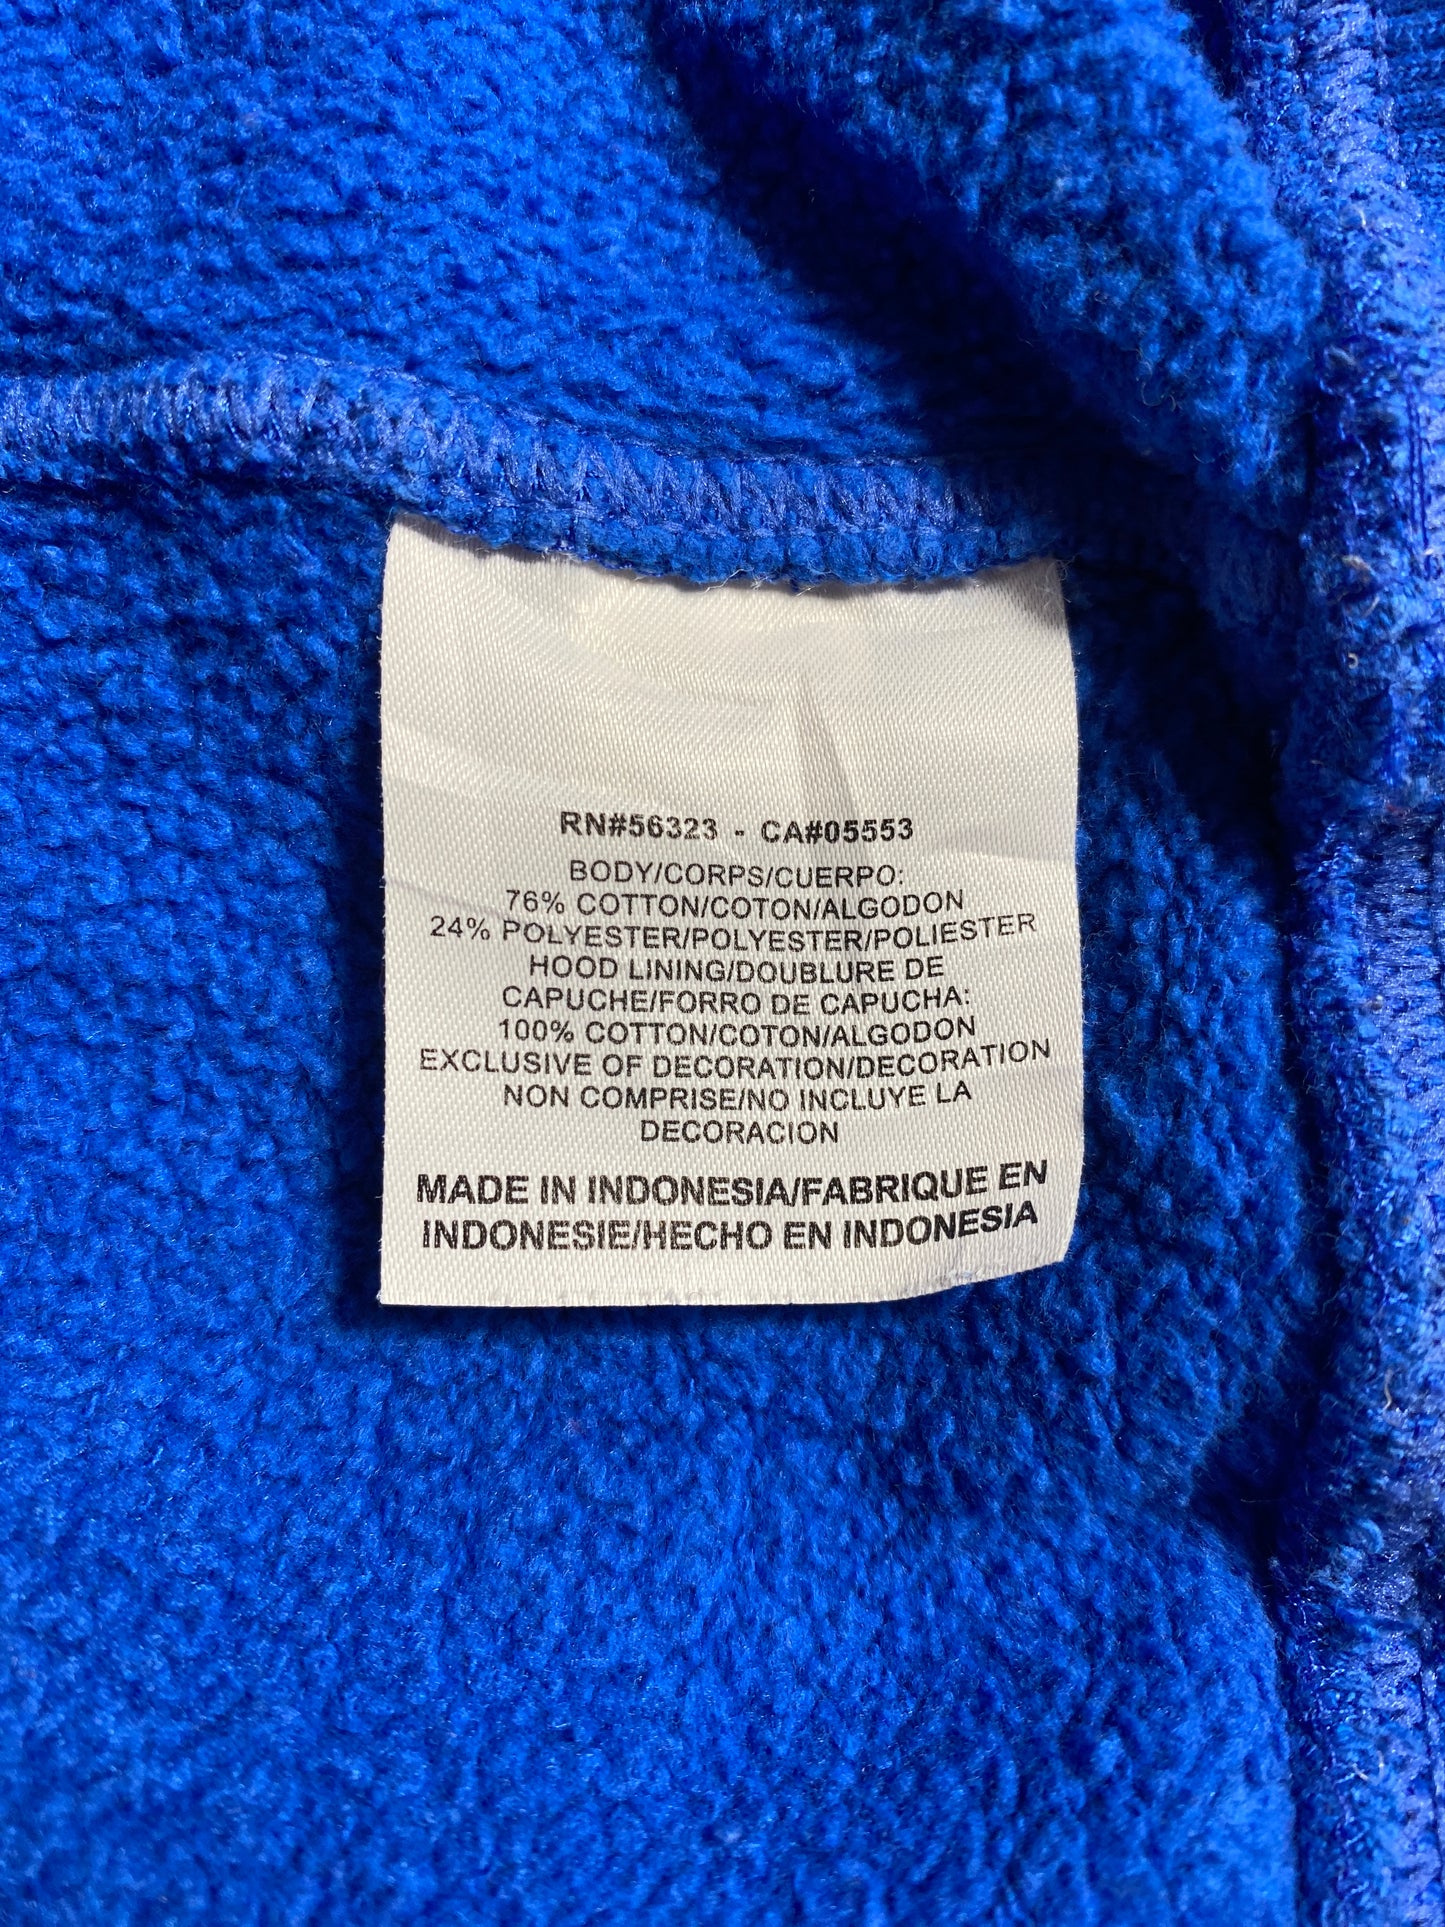 RN#56323 - CA#05553
BODY/CORPS/CUERPO:
76% COTTON/COTON/ALGODON
24% POLYESTER/POLYESTER/POLIESTER
HOOD LINING/DOUBLURE DE
CAPUCHE/FORRO DE CAPUCHA:
100% COTTON/COTON/ALGODON
EXCLUSIVE OF DECORATION/DECORATION
NON COMPRISE/NO INCLUYE LA
DECORACION
MADE IN INDONESIA/FABRIQUE EN
INDONESIE/HECHO EN INDONESIA